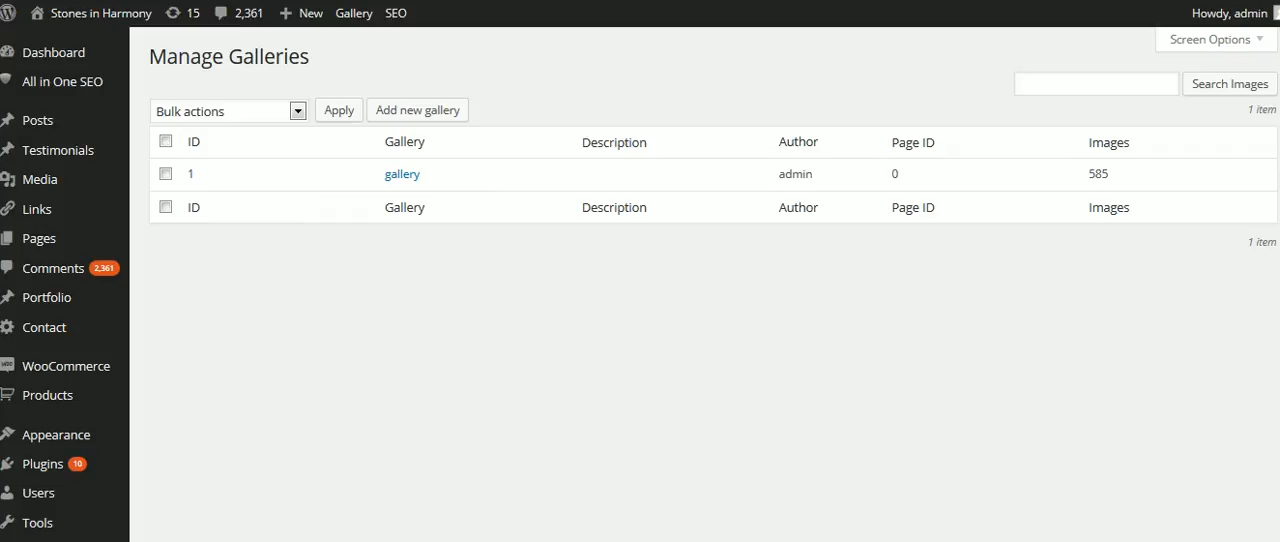 Stones in Harmony 15 2,361 New Gallery SEO Howdy, admin
Screen Options
Dashboard
All in One SEO
Posts
Testimonials
Media
Links
Pages
Comments 2,361
Portfolio
Contact
WooCommerce
Products
Appearance
Plugins 10
Users
Tools
Manage Galleries
Search Images
Bulk actions Apply Add new gallery 1 item
ID Gallery Description Author Page ID Images
1 gallery admin 0 585
ID Gallery Description Author Page ID Images
1 item